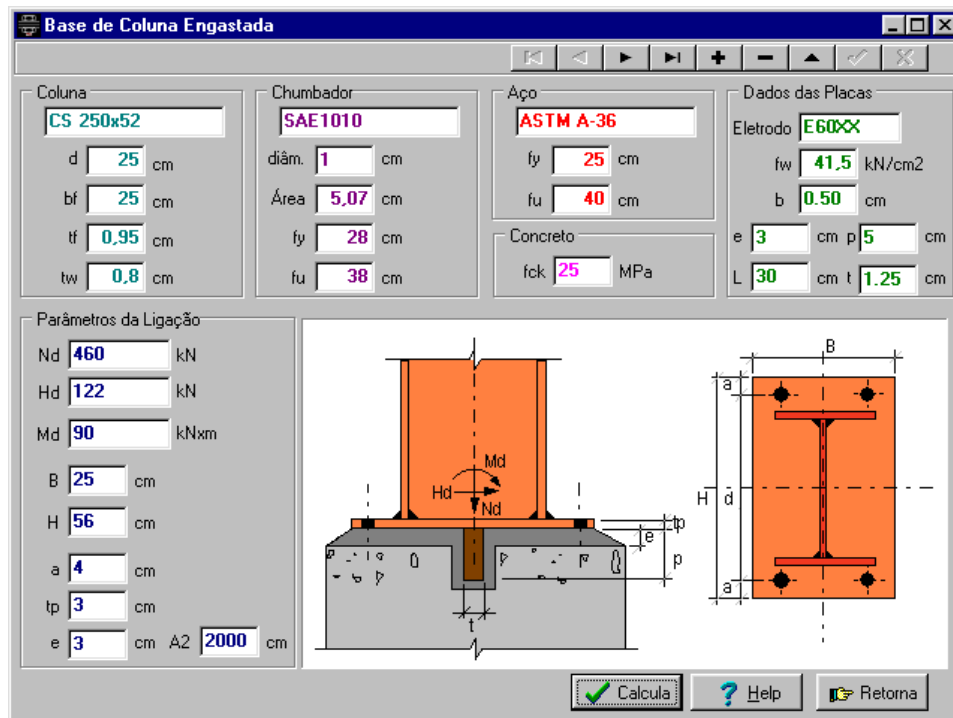 Base de Coluna Engastada
Coluna
CS 250x52
d 25 cm
bf 25 cm
tf 0,95 cm
tw 0,8 cm
Chumbador
SAE1010
diâm. 1 cm
Área 5,07 cm
fy 28 cm
fu 38 cm
Aço
ASTM A-36
fy 25 cm
fu 40 cm
Concreto
fck 25 MPa
Dados das Placas
Eletrodo E60XX
fw 41,5 kN/cm2
b 0.50 cm
e 3 cm p 5 cm
L 30 cm t 1.25 cm
Parâmetros da Ligação
Nd 460 kN
Hd 122 kN
Md 90 kNxm
B 25 cm
H 56 cm
a 4 cm
tp 3 cm
e 3 cm A2 2000 cm
Md
Hd
Nd
tp
e
p
t
B
a
H d
a
Calcula
Help
Retorna